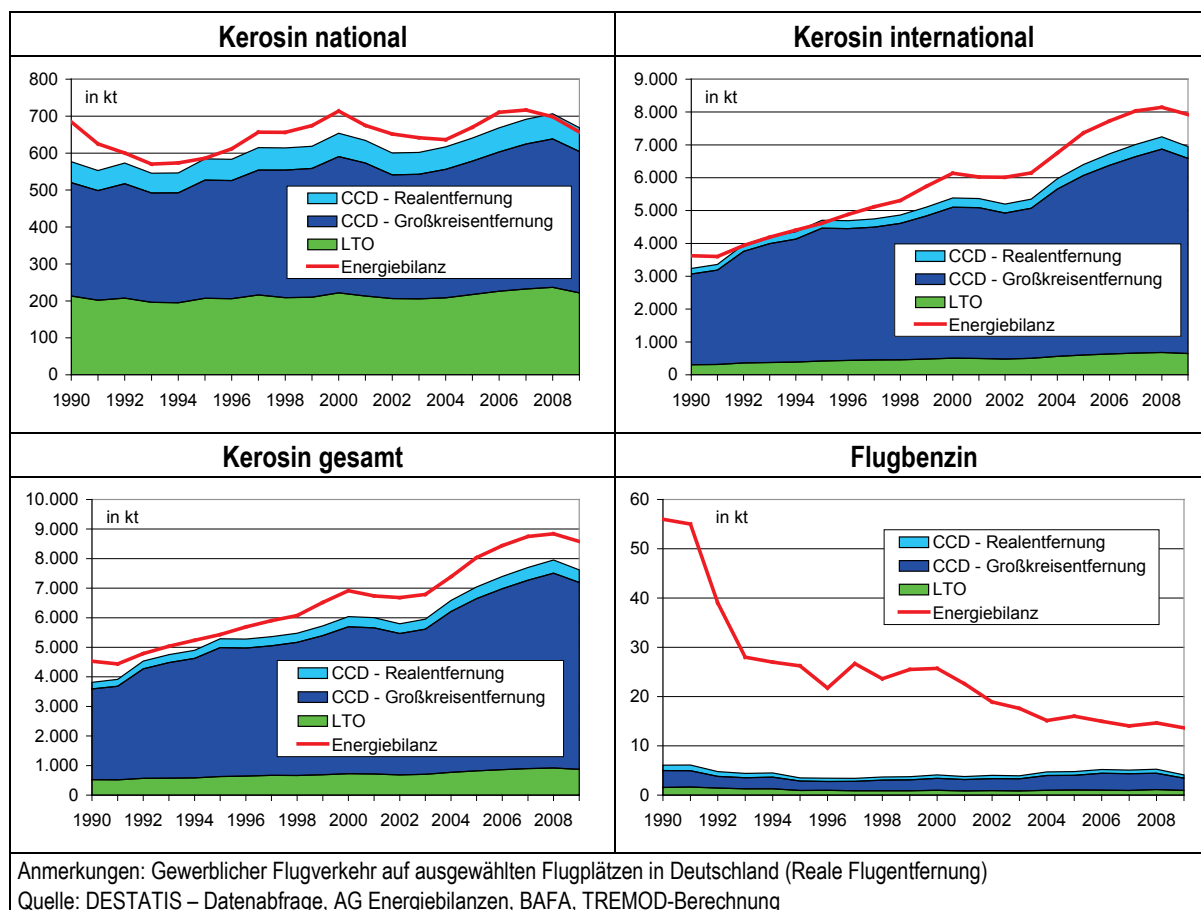 Kerosin national
800
700
600
500
400
300
200
100
0
in kt
CCD - Realentfernung
CCD - Großkreisentfernung
LTO
Energiebilanz
1990 1992 1994 1996 1998 2000 2002 2004 2006 2008
Kerosin international
9.000
8.000
7.000
6.000
5.000
4.000
3.000
2.000
1.000
0
in kt
CCD - Realentfernung
CCD - Großkreisentfernung
LTO
Energiebilanz
1990 1992 1994 1996 1998 2000 2002 2004 2006 2008
Kerosin gesamt
10.000
9.000
8.000
7.000
6.000
5.000
4.000
3.000
2.000
1.000
0
in kt
CCD - Realentfernung
CCD - Großkreisentfernung
LTO
Energiebilanz
1990 1992 1994 1996 1998 2000 2002 2004 2006 2008
Flugbenzin
60
50
40
30
20
10
0
in kt
CCD - Realentfernung
CCD - Großkreisentfernung
LTO
Energiebilanz
1990 1992 1994 1996 1998 2000 2002 2004 2006 2008
Anmerkungen: Gewerblicher Flugverkehr auf ausgewählten Flugplätzen in Deutschland (Reale Flugentfernung)
Quelle: DESTATIS – Datenabfrage, AG Energiebilanzen, BAFA, TREMOD-Berechnung